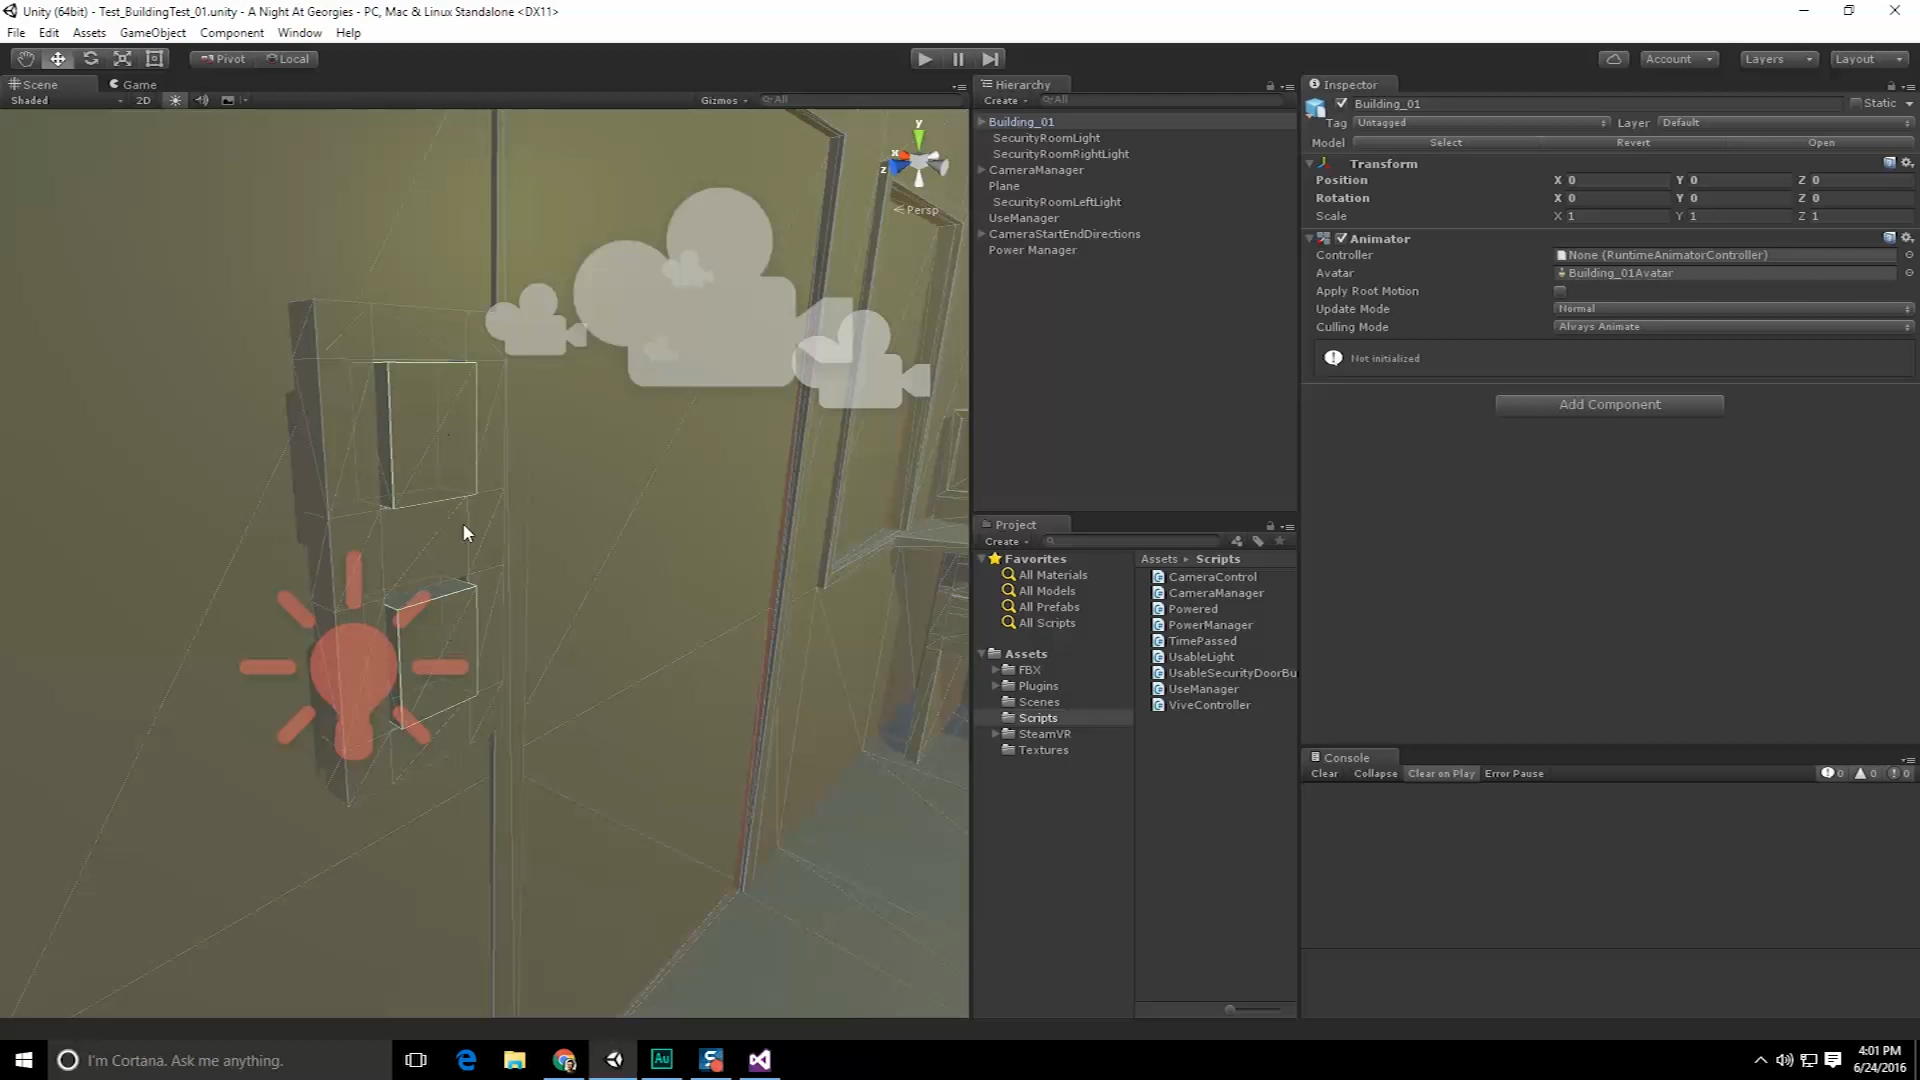 Unity (64bit) - Test_BuildingTest_01.unity - A Night At Georgies - PC, Mac & Linux Standalone <DX11>
File Edit Assets GameObject Component Window Help
Pivot Local
Account Layers Layout
Scene Game
Shaded 2D Gizmos All
y
x
z
Persp
Hierarchy
Create All
Building_01
SecurityRoomLight
SecurityRoomRightLight
CameraManager
Plane
SecurityRoomLeftLight
UseManager
CameraStartEndDirections
Power Manager
Project
Create
Favorites
All Materials
All Models
All Prefabs
All Scripts
Assets
FBX
Plugins
Scenes
Scripts
SteamVR
Textures
Assets Scripts
CameraControl
CameraManager
Powered
PowerManager
TimePassed
UsableLight
UsableSecurityDoorBu
UseManager
ViveController
Inspector
Building_01 Static
Tag Untagged Layer Default
Model Select Revert Open
Transform
Position X 0 Y 0 Z 0
Rotation X 0 Y 0 Z 0
Scale X 1 Y 1 Z 1
Animator
Controller None (RuntimeAnimatorController)
Avatar Building_01Avatar
Apply Root Motion
Update Mode Normal
Culling Mode Always Animate
Not initialized
Add Component
Console
Clear Collapse Clear on Play Error Pause 0 0 0
I'm Cortana. Ask me anything.
Au
4:01 PM
6/24/2016